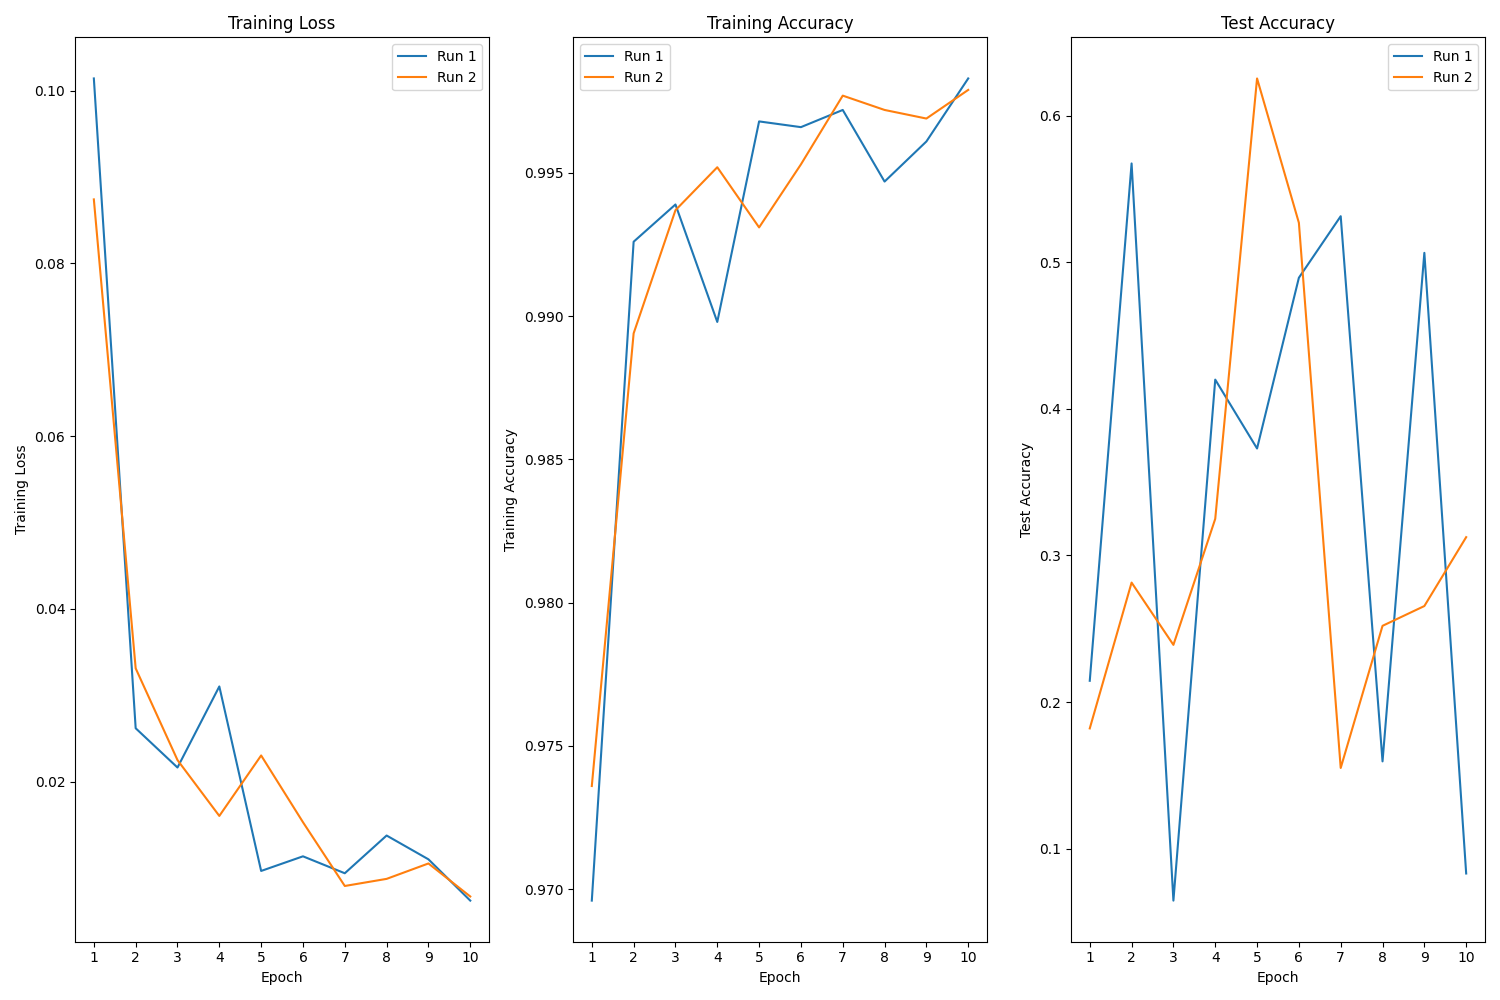 Training Loss
Run 1
Run 2
0.10
0.08
0.06
0.04
0.02
Training Loss
1 2 3 4 5 6 7 8 9 10
Epoch
Training Accuracy
Run 1
Run 2
0.995
0.990
0.985
0.980
0.975
0.970
Training Accuracy
1 2 3 4 5 6 7 8 9 10
Epoch
Test Accuracy
Run 1
Run 2
0.6
0.5
0.4
0.3
0.2
0.1
Test Accuracy
1 2 3 4 5 6 7 8 9 10
Epoch